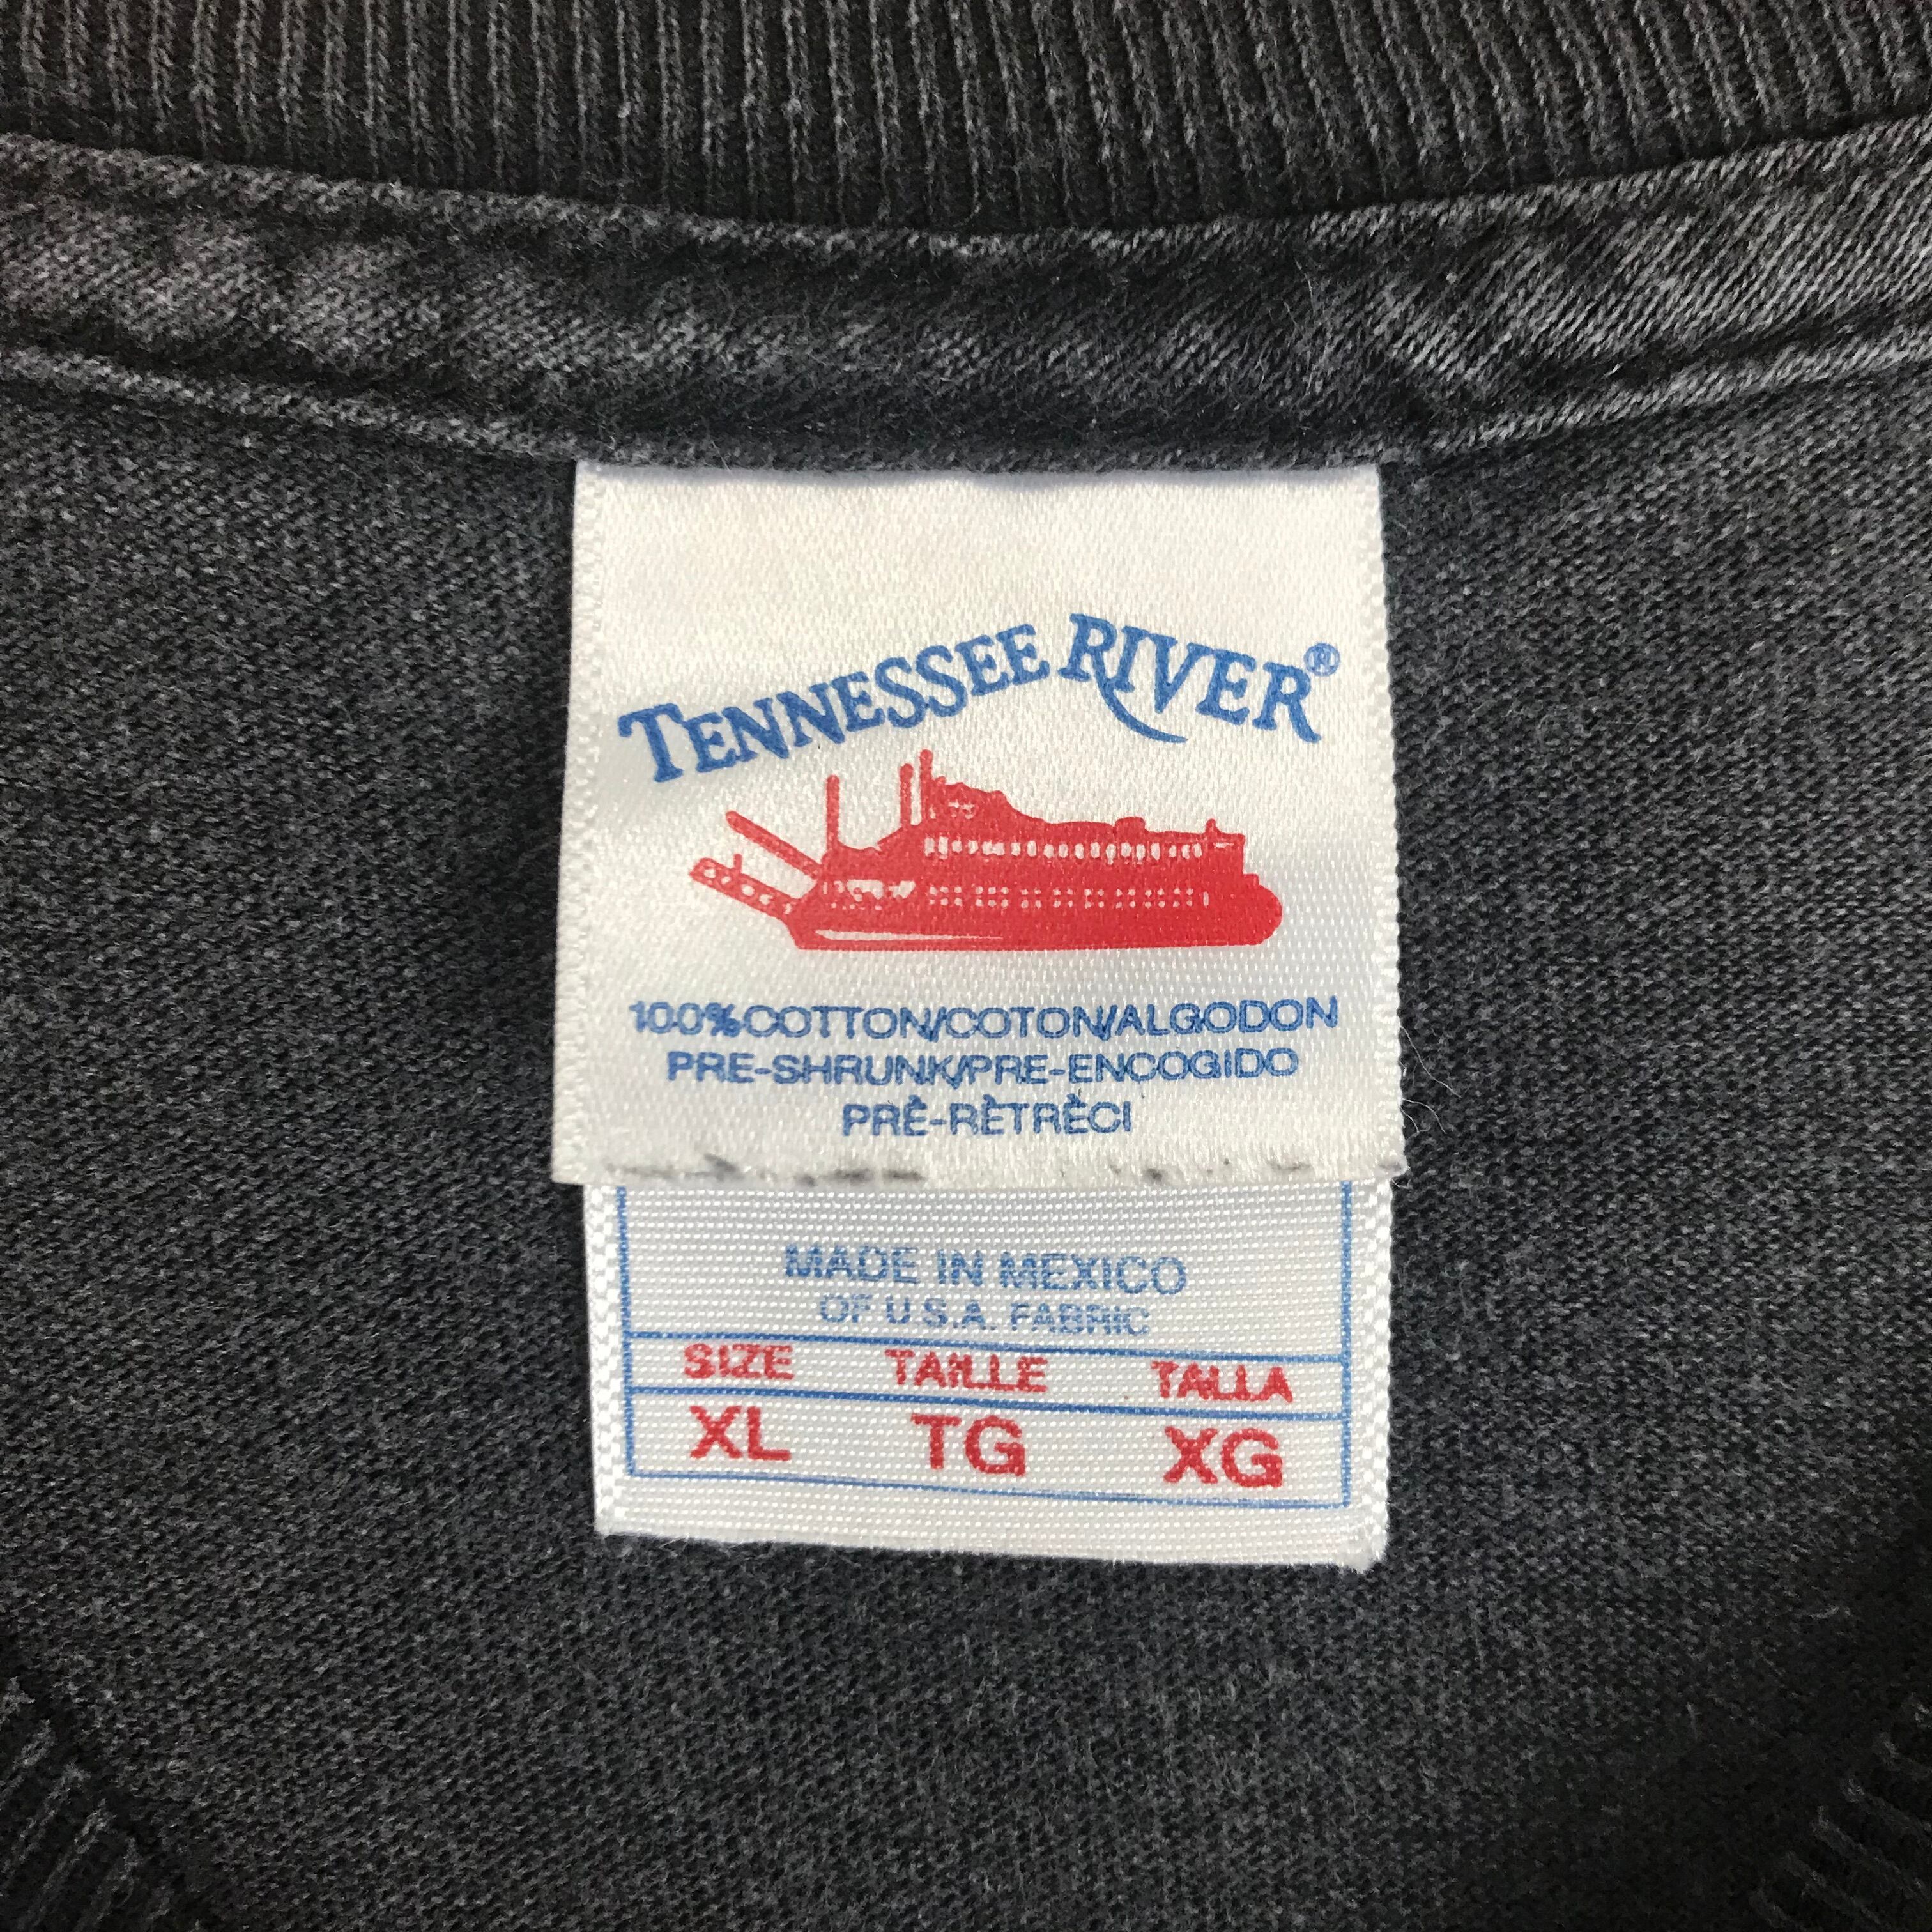 TENNESSEE RIVER®
100% COTTON/COTON/ALGODON
PRE-SHRUNK/PRE-ENCOGIDO
PRÈ-RÈTRÈCI
MADE IN MEXICO
OF U.S.A. FABRIC
SIZE TAILLE TALLA
XL TG XG